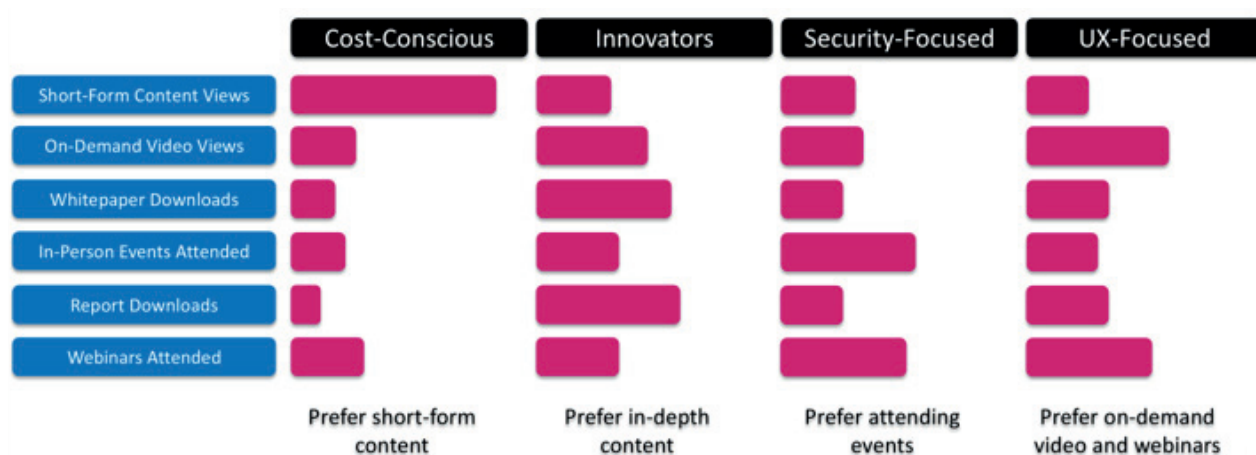 Cost-Conscious
Innovators
Security-Focused
UX-Focused
Short-Form Content Views
On-Demand Video Views
Whitepaper Downloads
In-Person Events Attended
Report Downloads
Webinars Attended
Prefer short-form
content
Prefer in-depth
content
Prefer attending
events
Prefer on-demand
video and webinars